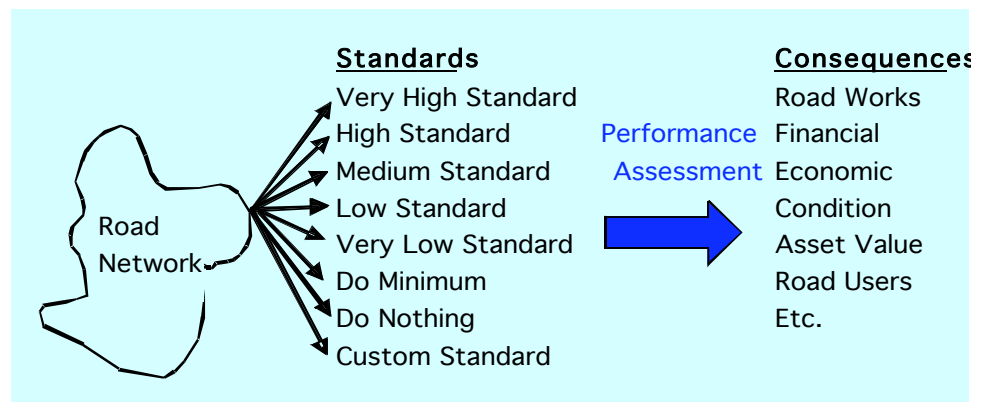 Standards
Very High Standard
High Standard
Medium Standard
Low Standard
Very Low Standard
Do Minimum
Do Nothing
Custom Standard
Road
Network
Performance
Assessment
Consequences
Road Works
Financial
Economic
Condition
Asset Value
Road Users
Etc.